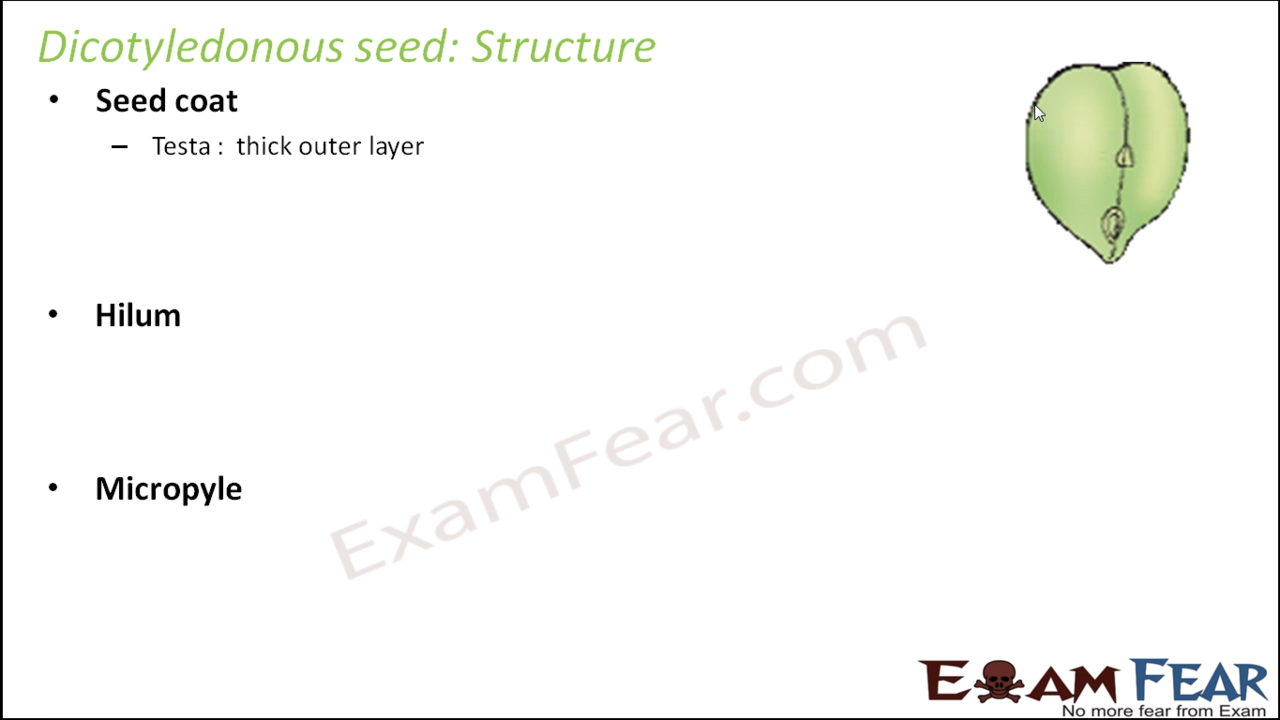 Dicotyledonous seed: Structure
• Seed coat
– Testa : thick outer layer
• Hilum
• Micropyle
ExamFear.com
EXAM FEAR
No more fear from Exam